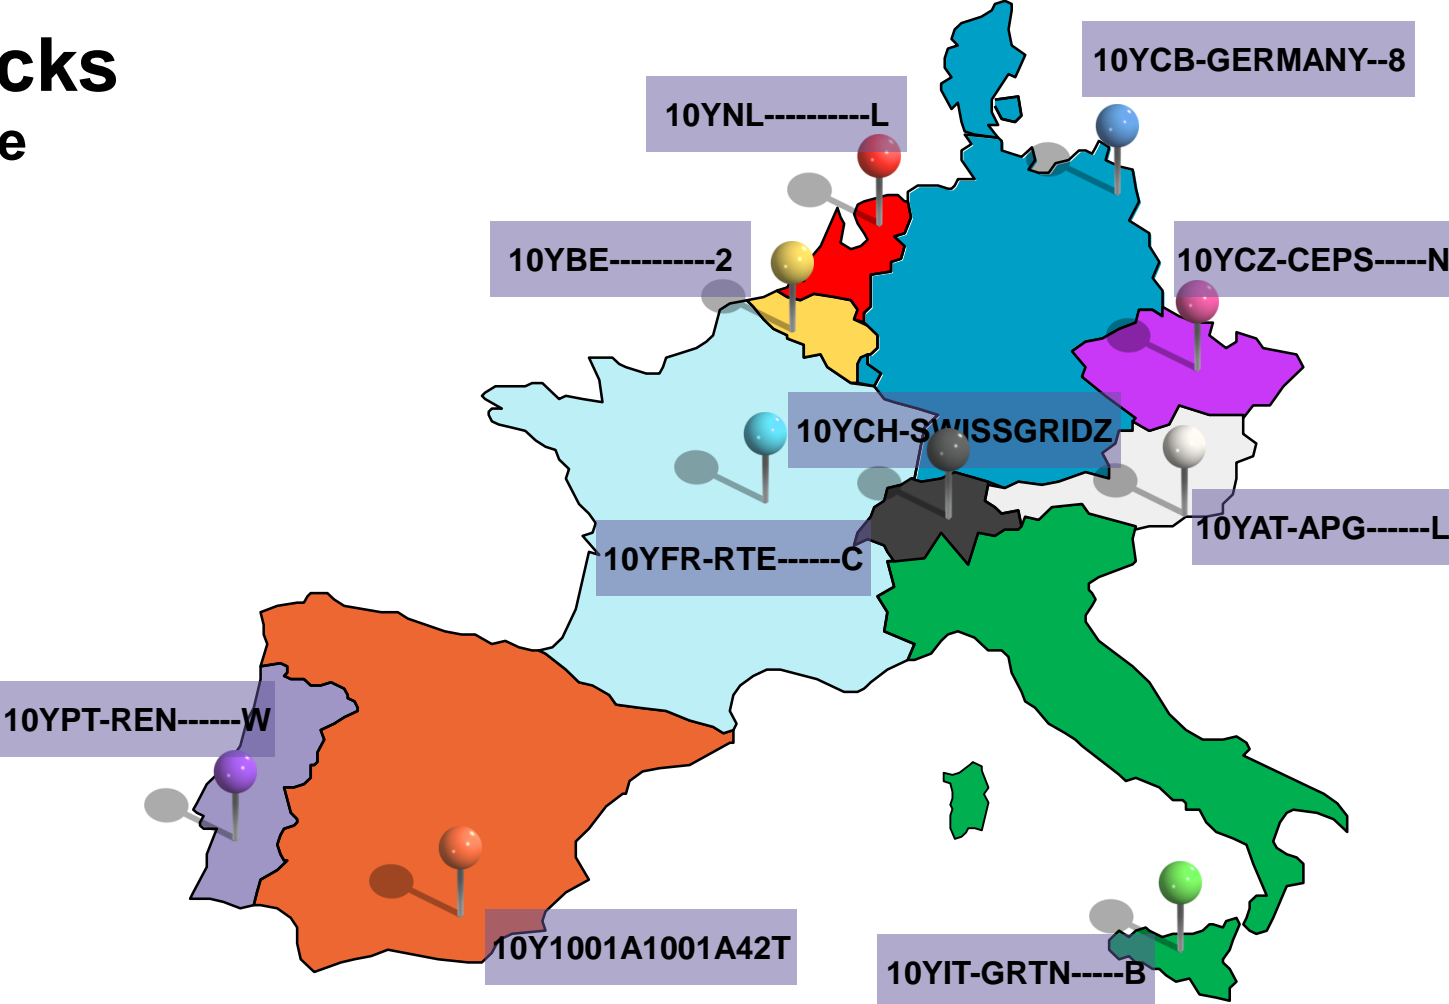 cks
e
10YCB-GERMANY--8
10YNL----------L
10YBE----------2
10YCZ-CEPS-----N
10YCH-SWISSGRIDZ
10YAT-APG------L
10YFR-RTE------C
10YPT-REN------W
10Y1001A1001A42T
10YIT-GRTN-----B